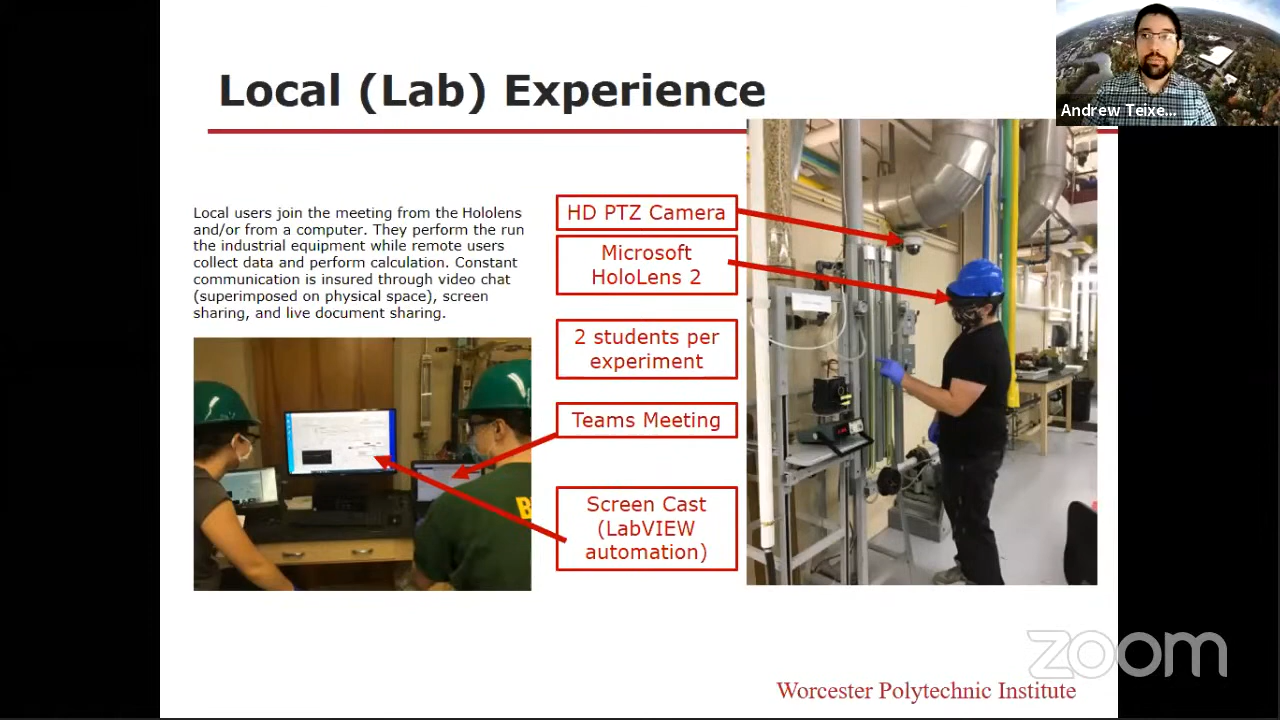 Local (Lab) Experience
Andrew Teixe...
Local users join the meeting from the Hololens
and/or from a computer. They perform the run
the industrial equipment while remote users
collect data and perform calculation. Constant
communication is insured through video chat
(superimposed on physical space), screen
sharing, and live document sharing.
HD PTZ Camera
Microsoft
HoloLens 2
2 students per
experiment
Teams Meeting
Screen Cast
(LabVIEW
automation)
zoom
Worcester Polytechnic Institute